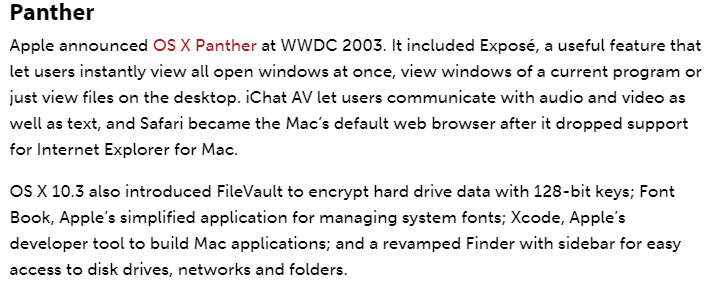 Panther
Apple announced OS X Panther at WWDC 2003. It included Exposé, a useful feature that
let users instantly view all open windows at once, view windows of a current program or
just view files on the desktop. iChat AV let users communicate with audio and video as
well as text, and Safari became the Mac’s default web browser after it dropped support
for Internet Explorer for Mac.
OS X 10.3 also introduced FileVault to encrypt hard drive data with 128-bit keys; Font
Book, Apple’s simplified application for managing system fonts; Xcode, Apple’s
developer tool to build Mac applications; and a revamped Finder with sidebar for easy
access to disk drives, networks and folders.